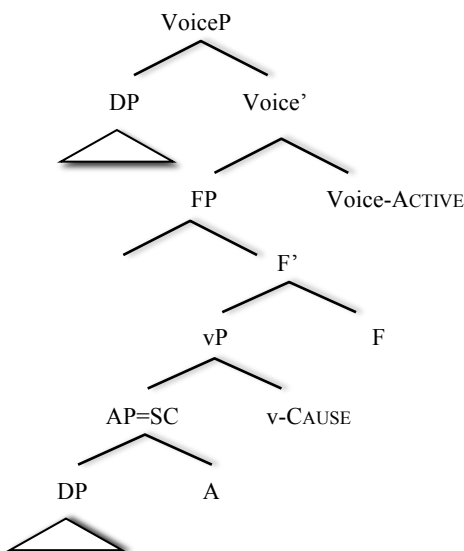 VoiceP
DP Voice’
FP Voice-ACTIVE
F’
vP F
AP=SC v-CAUSE
DP A